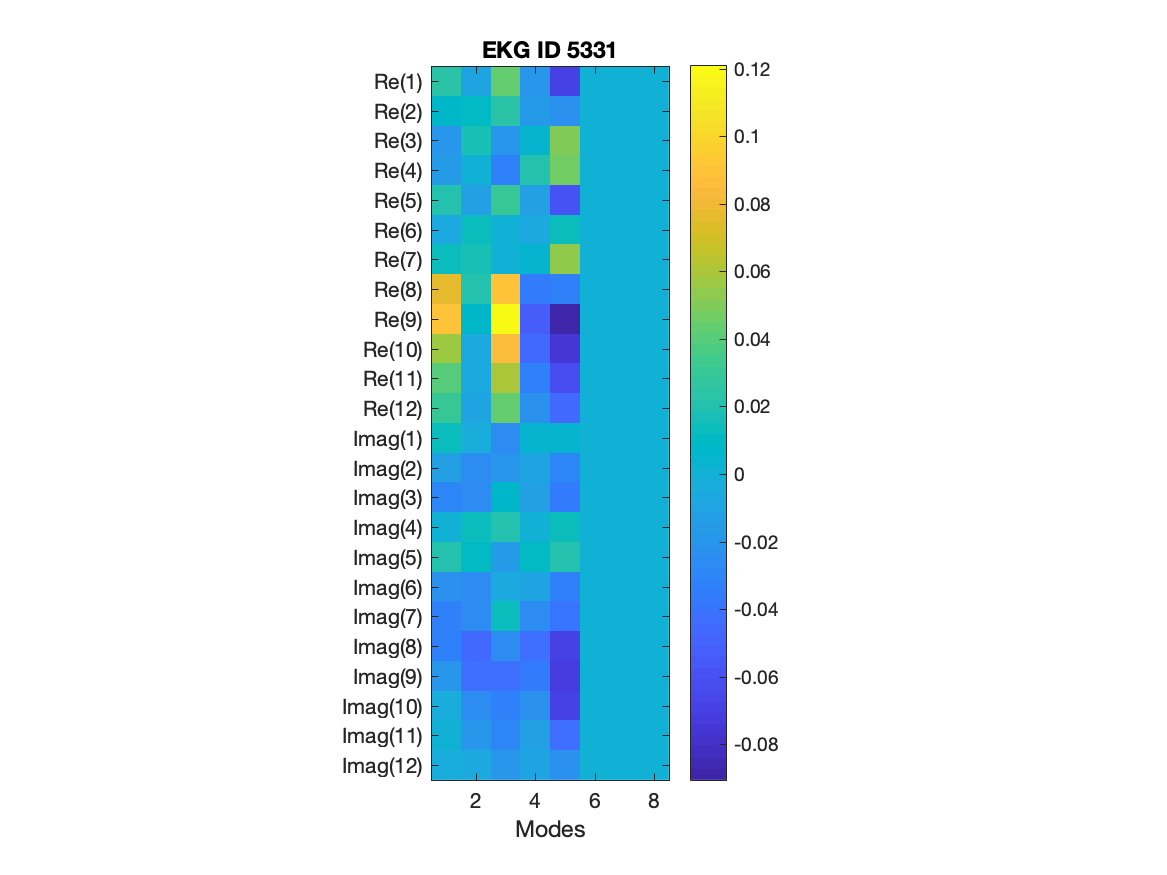 EKG ID 5331
Re(1)
Re(2)
Re(3)
Re(4)
Re(5)
Re(6)
Re(7)
Re(8)
Re(9)
Re(10)
Re(11)
Re(12)
Imag(1)
Imag(2)
Imag(3)
Imag(4)
Imag(5)
Imag(6)
Imag(7)
Imag(8)
Imag(9)
Imag(10)
Imag(11)
Imag(12)
2 4 6 8
Modes
0.12
0.1
0.08
0.06
0.04
0.02
0
-0.02
-0.04
-0.06
-0.08